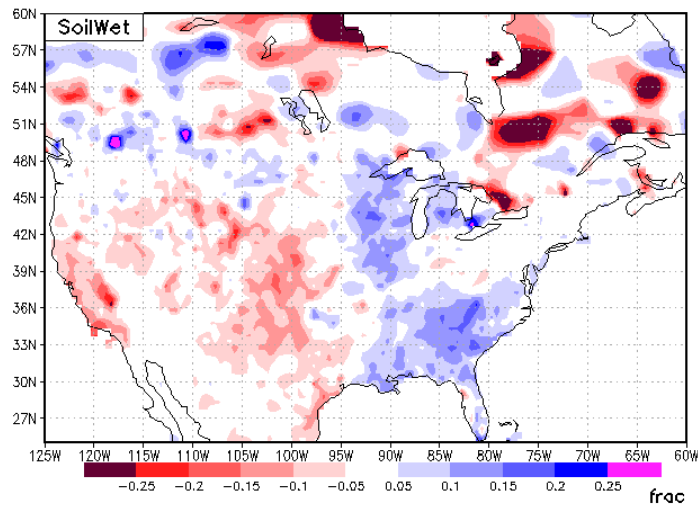 SoilWet
60N
57N
54N
51N
48N
45N
42N
39N
36N
33N
30N
27N
125W 120W 115W 110W 105W 100W 95W 90W 85W 80W 75W 70W 65W 60W
-0.25 -0.2 -0.15 -0.1 -0.05 0.05 0.1 0.15 0.2 0.25
frac